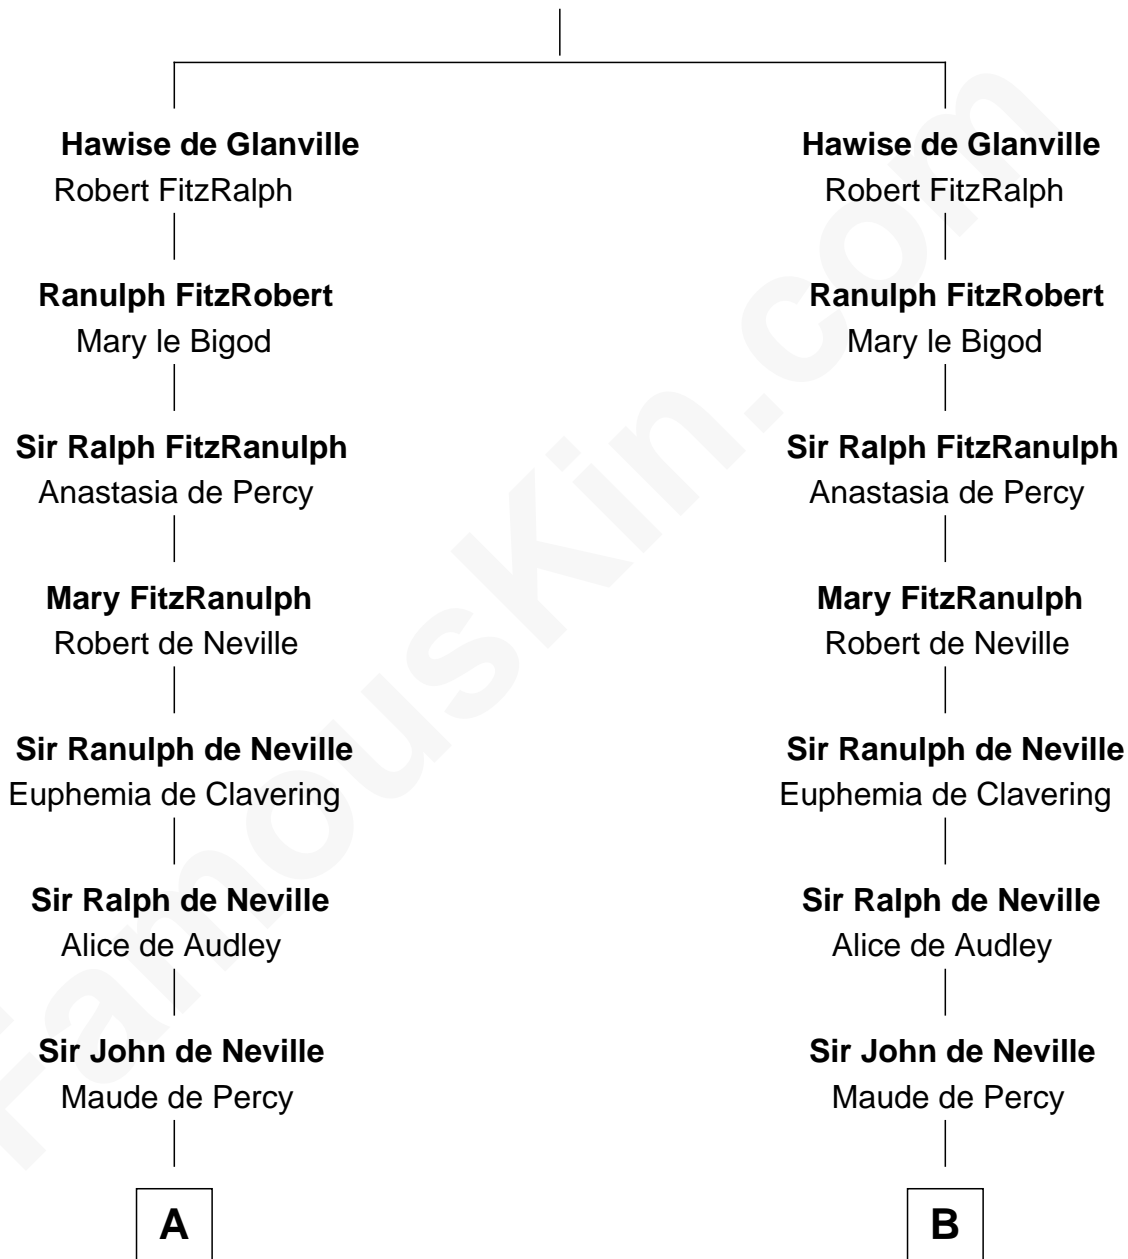 Hawise de Glanville
Robert FitzRalph
Ranulph FitzRobert
Mary le Bigod
Sir Ralph FitzRanulph
Anastasia de Percy
Mary FitzRanulph
Robert de Neville
Sir Ranulph de Neville
Euphemia de Clavering
Sir Ralph de Neville
Alice de Audley
Sir John de Neville
Maude de Percy
A
Hawise de Glanville
Robert FitzRalph
Ranulph FitzRobert
Mary le Bigod
Sir Ralph FitzRanulph
Anastasia de Percy
Mary FitzRanulph
Robert de Neville
Sir Ranulph de Neville
Euphemia de Clavering
Sir Ralph de Neville
Alice de Audley
Sir John de Neville
Maude de Percy
B
FamousKin.com